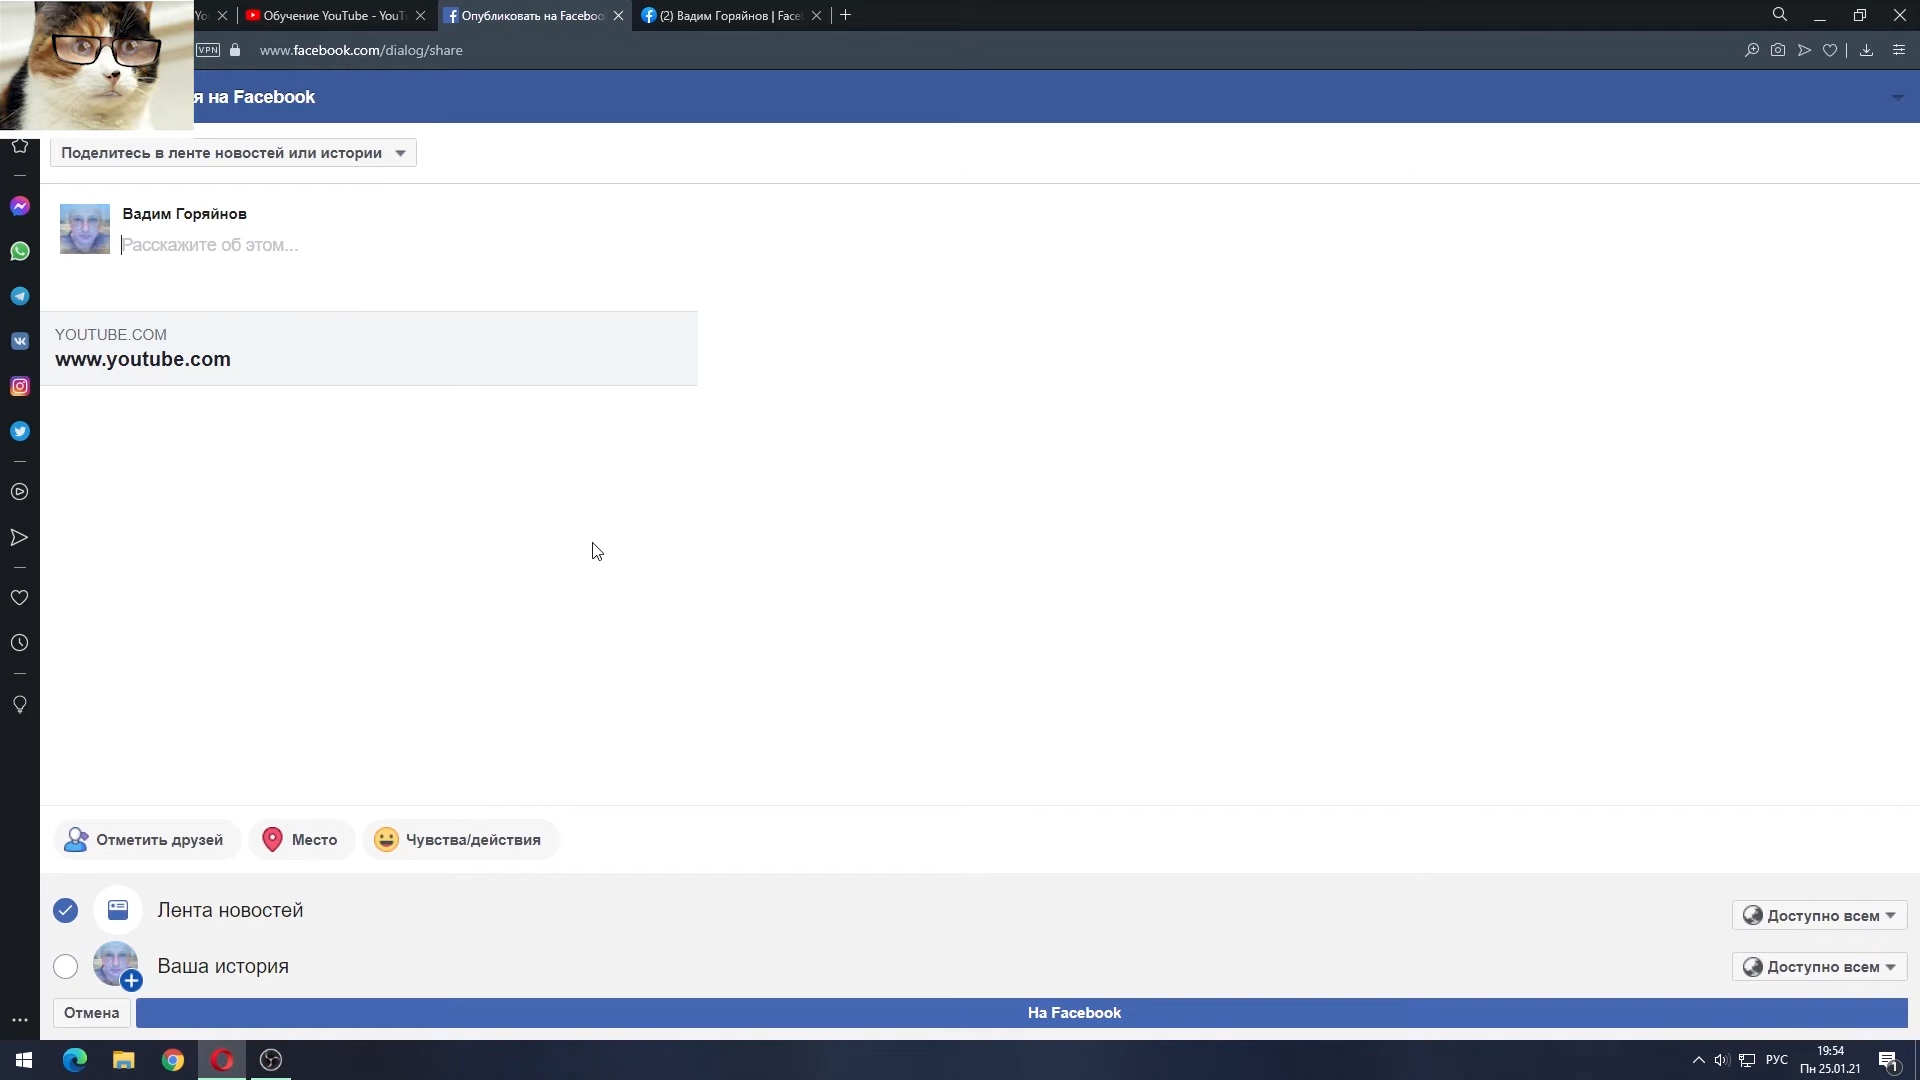 Yo
Обучение YouTube - YouT
Опубликовать на Faceboo
(2) Вадим Горяйнов | Face
VPN
www.facebook.com/dialog/share
я на Facebook
Поделитесь в ленте новостей или истории
Вадим Горяйнов
Расскажите об этом...
YOUTUBE.COM
www.youtube.com
Отметить друзей
Место
Чувства/действия
Лента новостей
Доступно всем
Ваша история
Доступно всем
Отмена
На Facebook
РУС
19:54
Пн 25.01.21
1